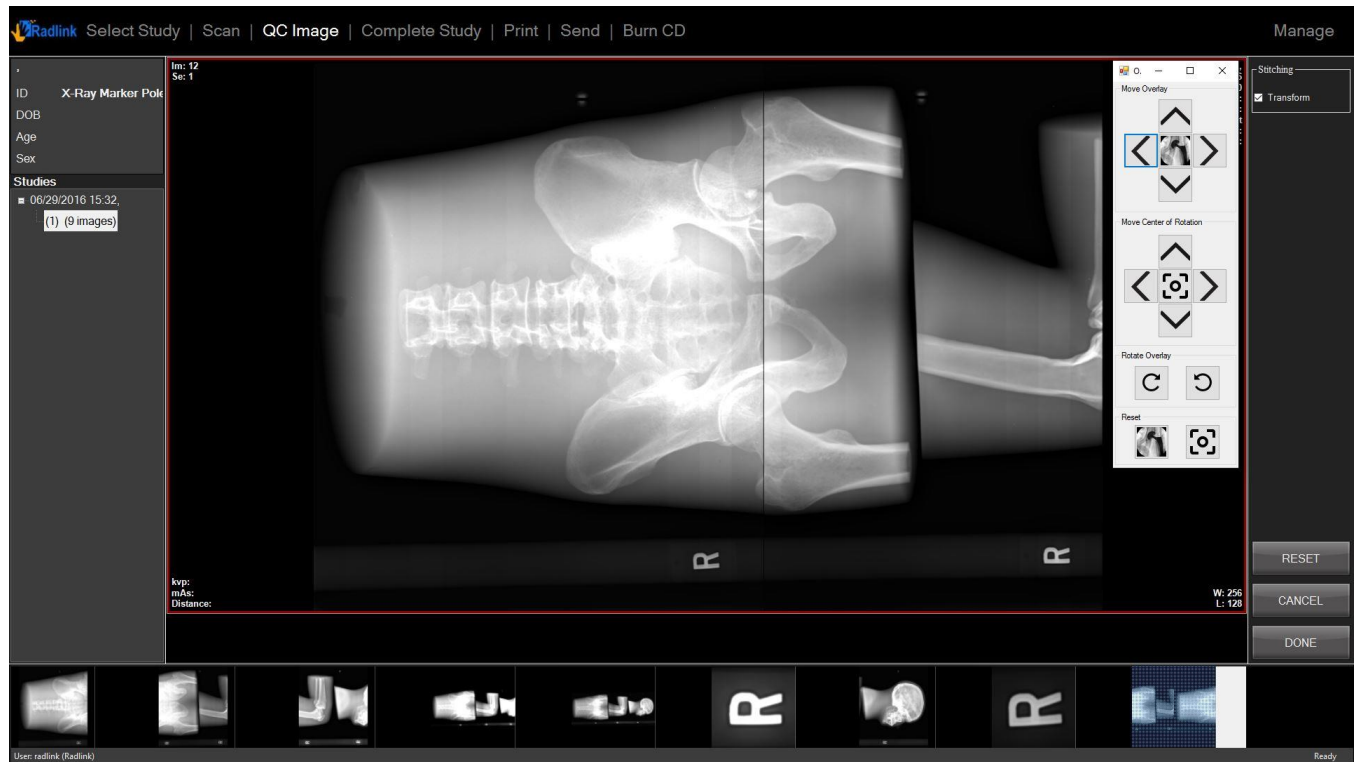 Radlink Select Study | Scan | QC Image | Complete Study | Print | Send | Burn CD Manage
,
ID X-Ray Marker Pole
DOB
Age
Sex
Studies
06/29/2016 15:32,
(1) (9 images)
Im: 12
Se: 1
R R
kvp:
mAs:
Distance:
W: 256
L: 128
O.
Move Overlay
Move Center of Rotation
Rotate Overlay
Reset
Stitching
Transform
RESET
CANCEL
DONE
R R
User: radlink (Radlink) Ready